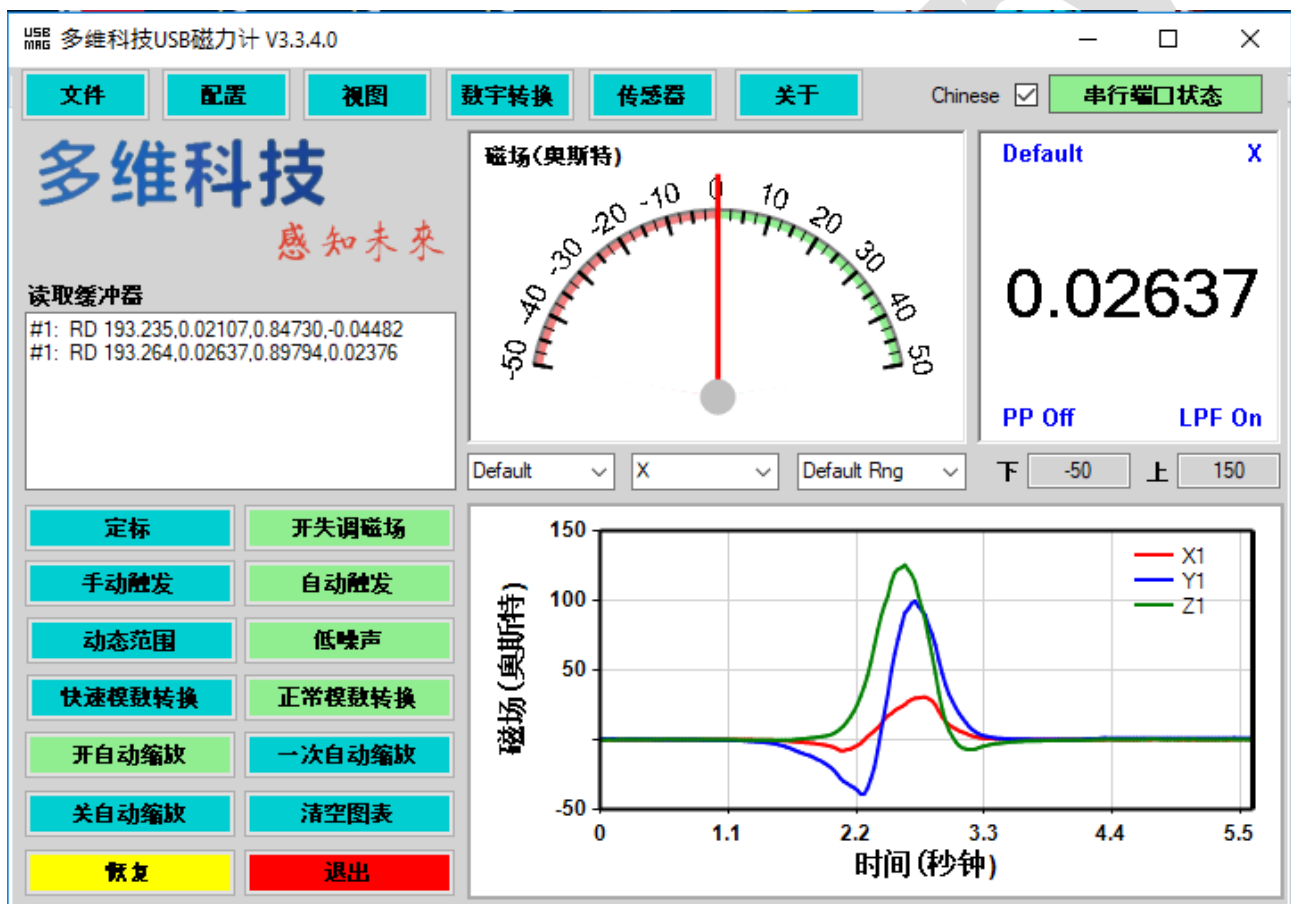 USB MAG 多维科技USB磁力计 V3.3.4.0
文件 配置 视图 数字转换 传感器 关于 Chinese 串行端口状态
多维科技
感知未来
读取缓冲器
#1: RD 193.235,0.02107,0.84730,-0.04482
#1: RD 193.264,0.02637,0.89794,0.02376
磁场(奥斯特)
-50 -40 -30 -20 -10 0 10 20 30 40 50
Default X
0.02637
PP Off LPF On
Default X Default Rng 下 -50 上 150
定标 开失调磁场
手动触发 自动触发
动态范围 低噪声
快速模数转换 正常模数转换
开自动缩放 一次自动缩放
关自动缩放 清空图表
恢复 退出
磁场(奥斯特)
150
100
50
-50
X1
Y1
Z1
0 1.1 2.2 3.3 4.4 5.5
时间(秒钟)